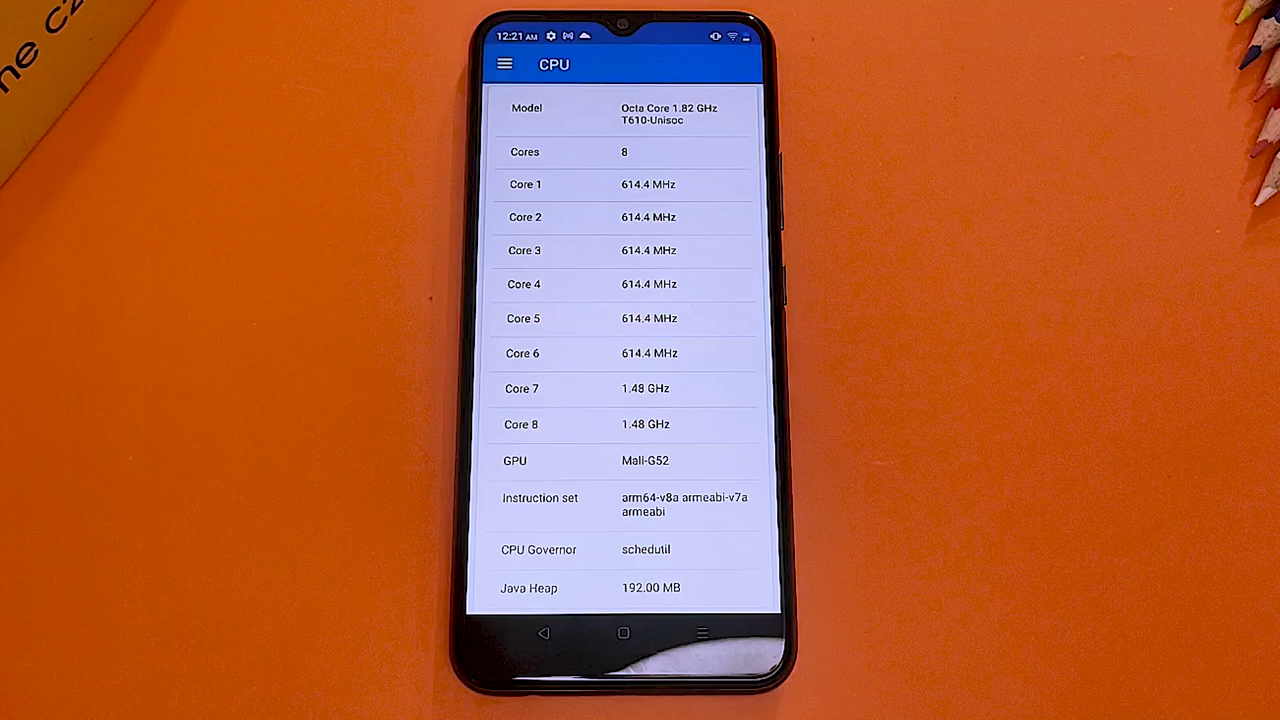 ne C2
12:21 AM
CPU
Model Octa Core 1.82 GHz
T610-Unisoc
Cores 8
Core 1 614.4 MHz
Core 2 614.4 MHz
Core 3 614.4 MHz
Core 4 614.4 MHz
Core 5 614.4 MHz
Core 6 614.4 MHz
Core 7 1.48 GHz
Core 8 1.48 GHz
GPU Mali-G52
Instruction set arm64-v8a armeabi-v7a
armeabi
CPU Governor schedutil
Java Heap 192.00 MB